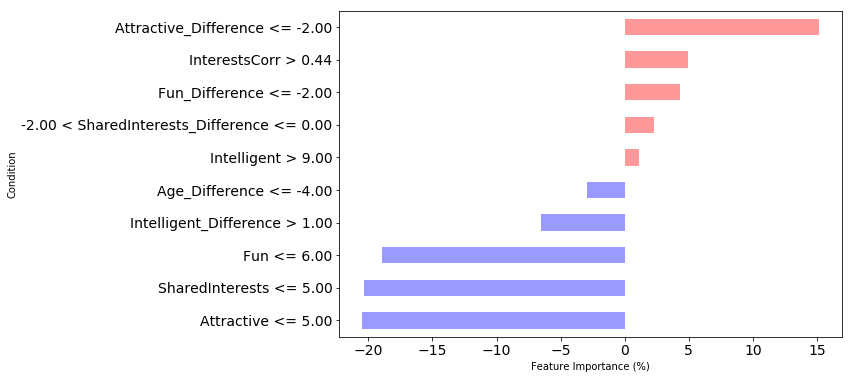 Attractive_Difference <= -2.00
InterestsCorr > 0.44
Fun_Difference <= -2.00
-2.00 < SharedInterests_Difference <= 0.00
Intelligent > 9.00
Age_Difference <= -4.00
Intelligent_Difference > 1.00
Fun <= 6.00
SharedInterests <= 5.00
Attractive <= 5.00
Condition
−20 −15 −10 −5 0 5 10 15
Feature Importance (%)